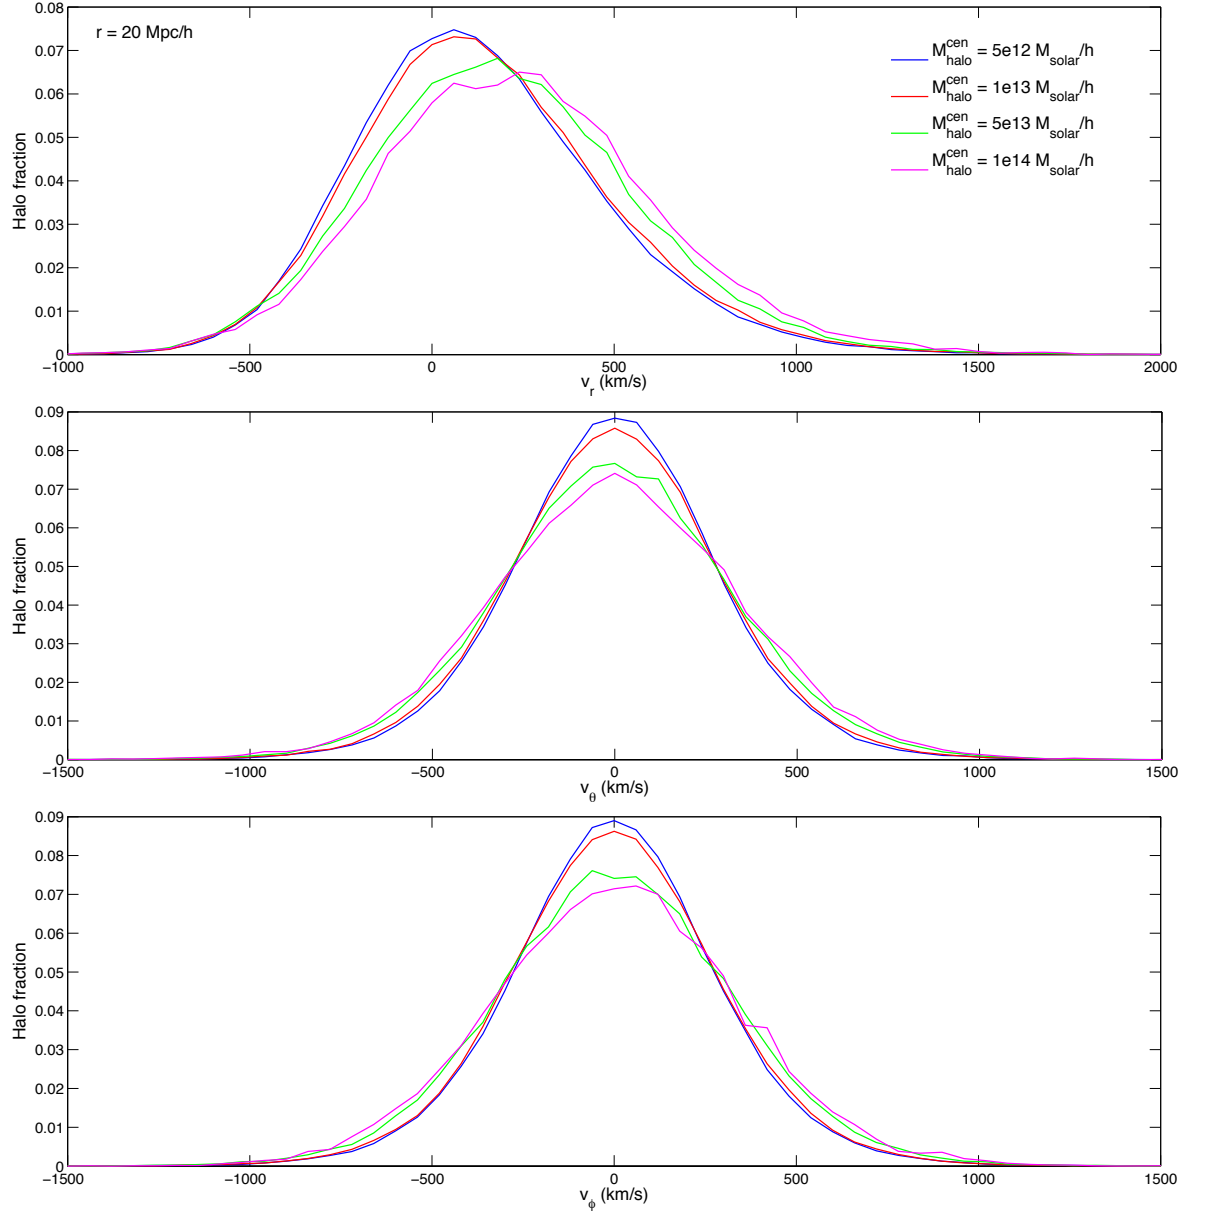 r = 20 Mpc/h
M_halo^cen = 5e12 M_solar/h
M_halo^cen = 1e13 M_solar/h
M_halo^cen = 5e13 M_solar/h
M_halo^cen = 1e14 M_solar/h
Halo fraction
0.08
0.07
0.06
0.05
0.04
0.03
0.02
0.01
0
−1000 −500 0 500 1000 1500 2000
v_r (km/s)
Halo fraction
0.09
0.08
0.07
0.06
0.05
0.04
0.03
0.02
0.01
0
−1500 −1000 −500 0 500 1000 1500
v_θ (km/s)
Halo fraction
0.09
0.08
0.07
0.06
0.05
0.04
0.03
0.02
0.01
0
−1500 −1000 −500 0 500 1000 1500
v_ϕ (km/s)